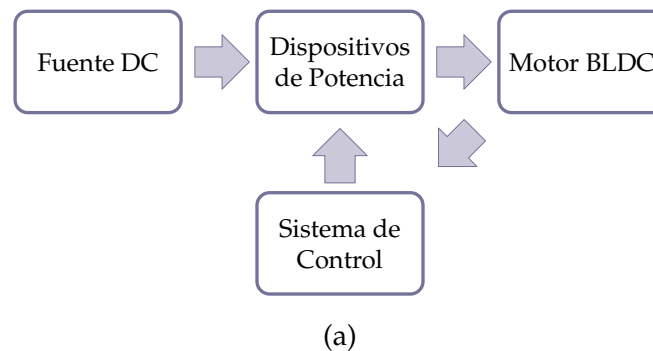 Fuente DC
Dispositivos
de Potencia
Motor BLDC
Sistema de
Control
(a)